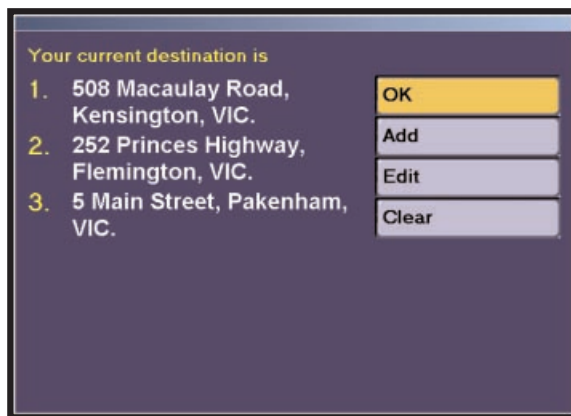 Your current destination is
1. 508 Macaulay Road,
Kensington, VIC.
2. 252 Princes Highway,
Flemington, VIC.
3. 5 Main Street, Pakenham,
VIC.
OK
Add
Edit
Clear